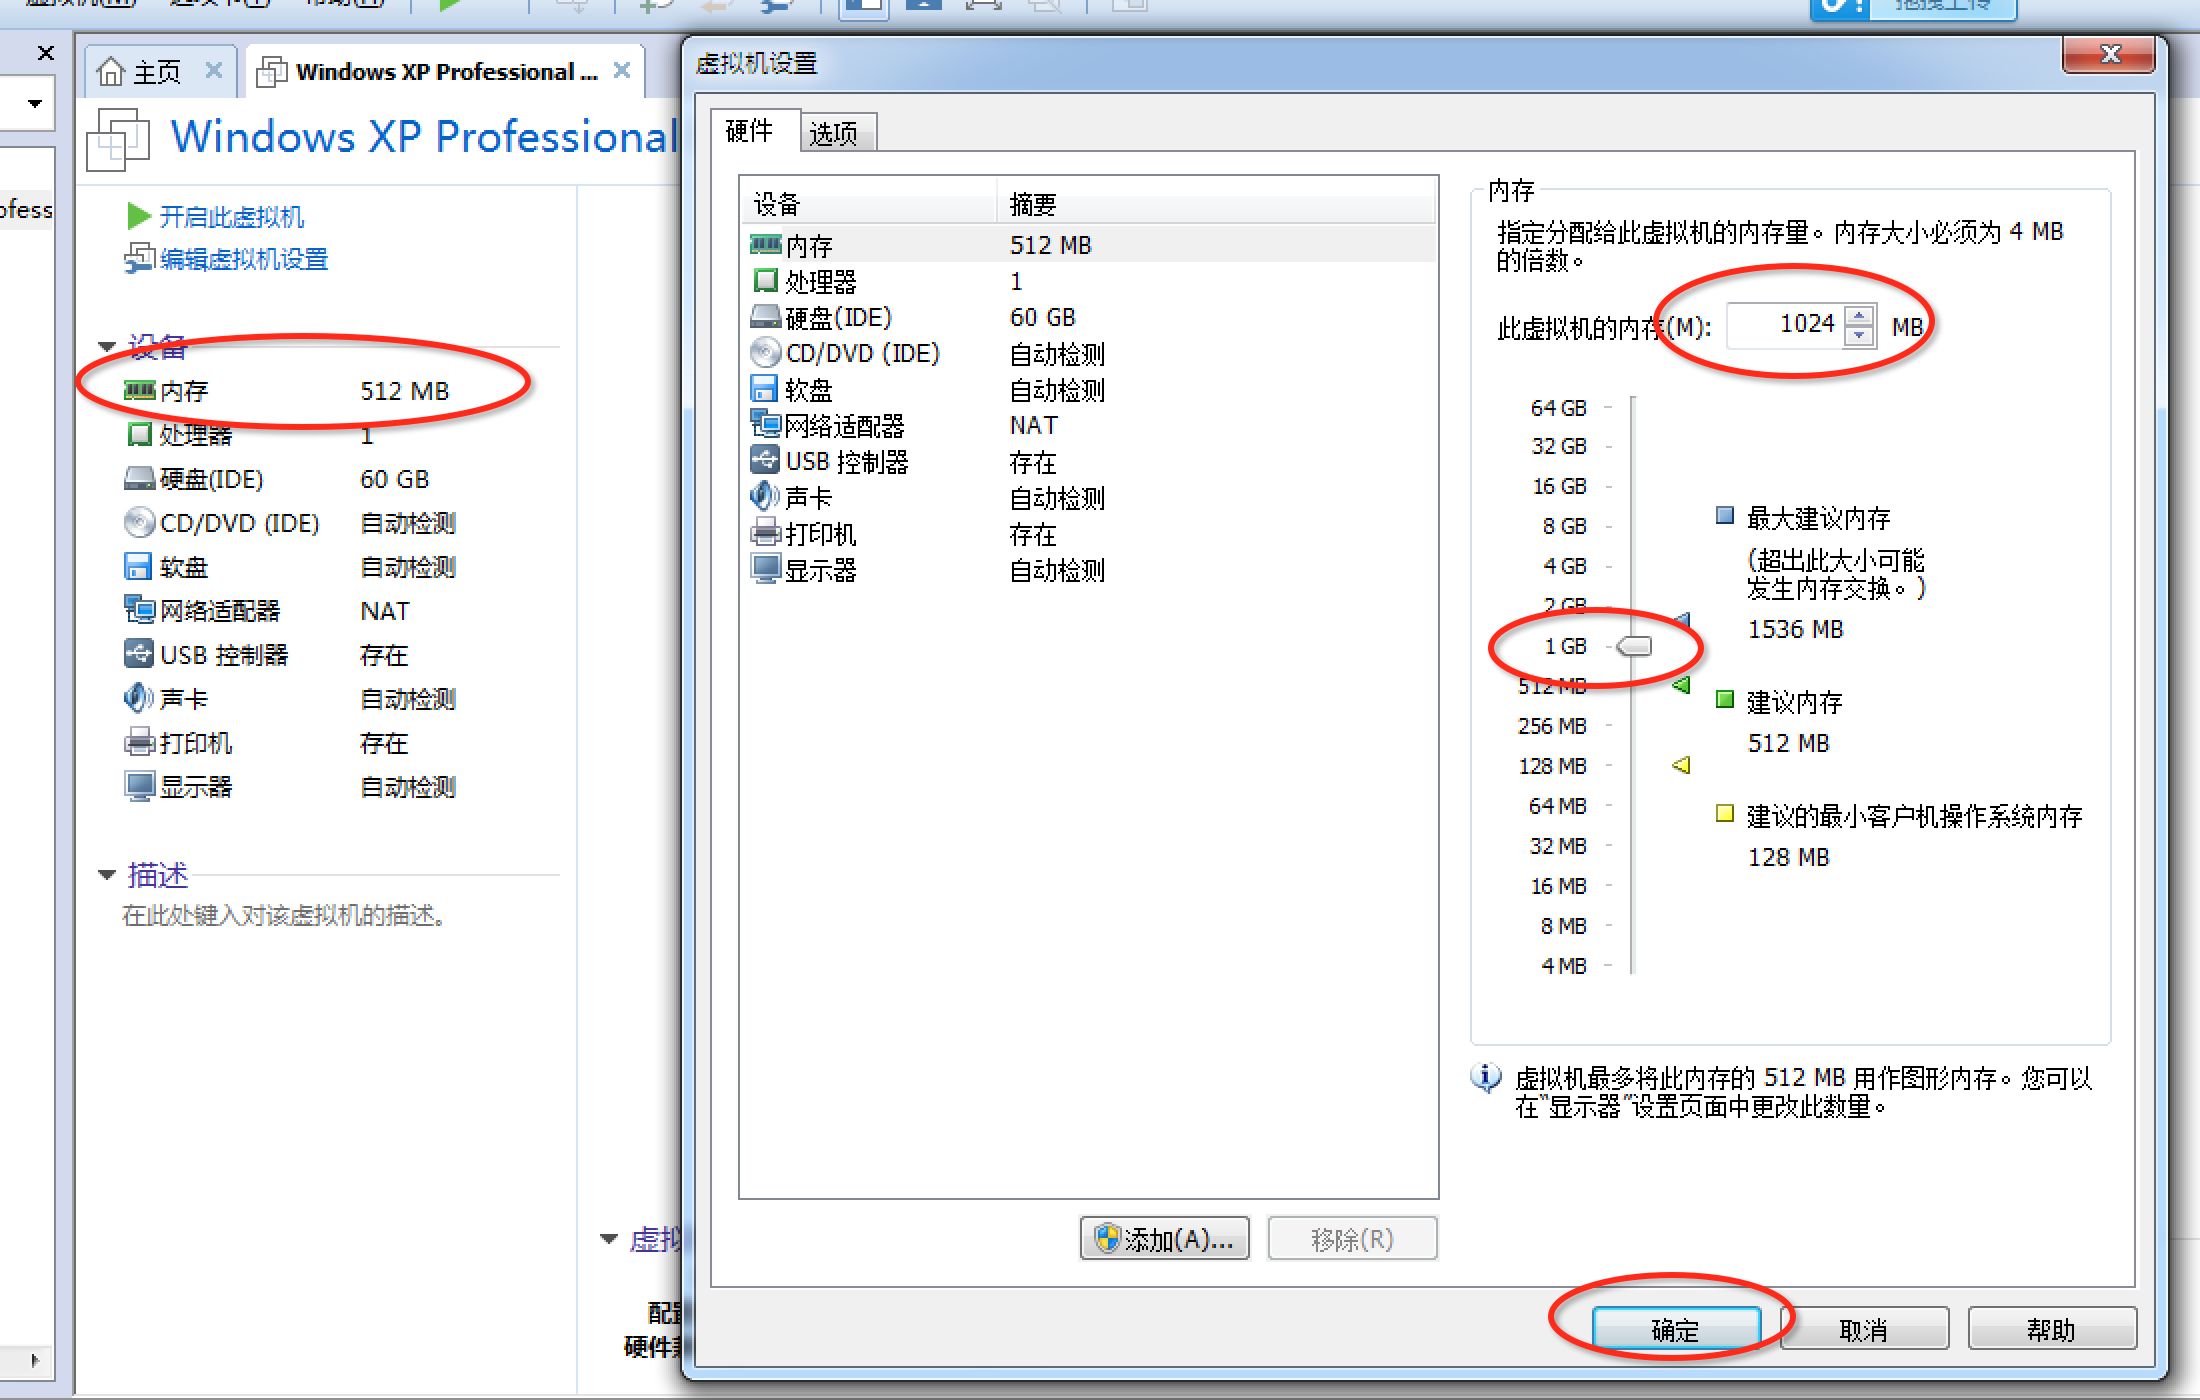 虚拟机(M) 选项卡(T) 帮助(H)
拖拽上传
主页
Windows XP Professional ...
Windows XP Professional
ofess
开启此虚拟机
编辑虚拟机设置
设备
内存 512 MB
处理器 1
硬盘(IDE) 60 GB
CD/DVD (IDE) 自动检测
软盘 自动检测
网络适配器 NAT
USB 控制器 存在
声卡 自动检测
打印机 存在
显示器 自动检测
描述
在此处键入对该虚拟机的描述。
虚拟
配置
硬件
虚拟机设置
硬件 选项
设备 摘要
内存 512 MB
处理器 1
硬盘(IDE) 60 GB
CD/DVD (IDE) 自动检测
软盘 自动检测
网络适配器 NAT
USB 控制器 存在
声卡 自动检测
打印机 存在
显示器 自动检测
添加(A)... 移除(R)
内存
指定分配给此虚拟机的内存量。内存大小必须为 4 MB
的倍数。
此虚拟机的内存(M): 1024 MB
64 GB
32 GB
16 GB
8 GB
4 GB
2 GB
1 GB
512 MB
256 MB
128 MB
64 MB
32 MB
16 MB
8 MB
4 MB
最大建议内存
(超出此大小可能
发生内存交换。)
1536 MB
建议内存
512 MB
建议的最小客户机操作系统内存
128 MB
虚拟机最多将此内存的 512 MB 用作图形内存。您可以
在"显示器"设置页面中更改此数量。
确定 取消 帮助